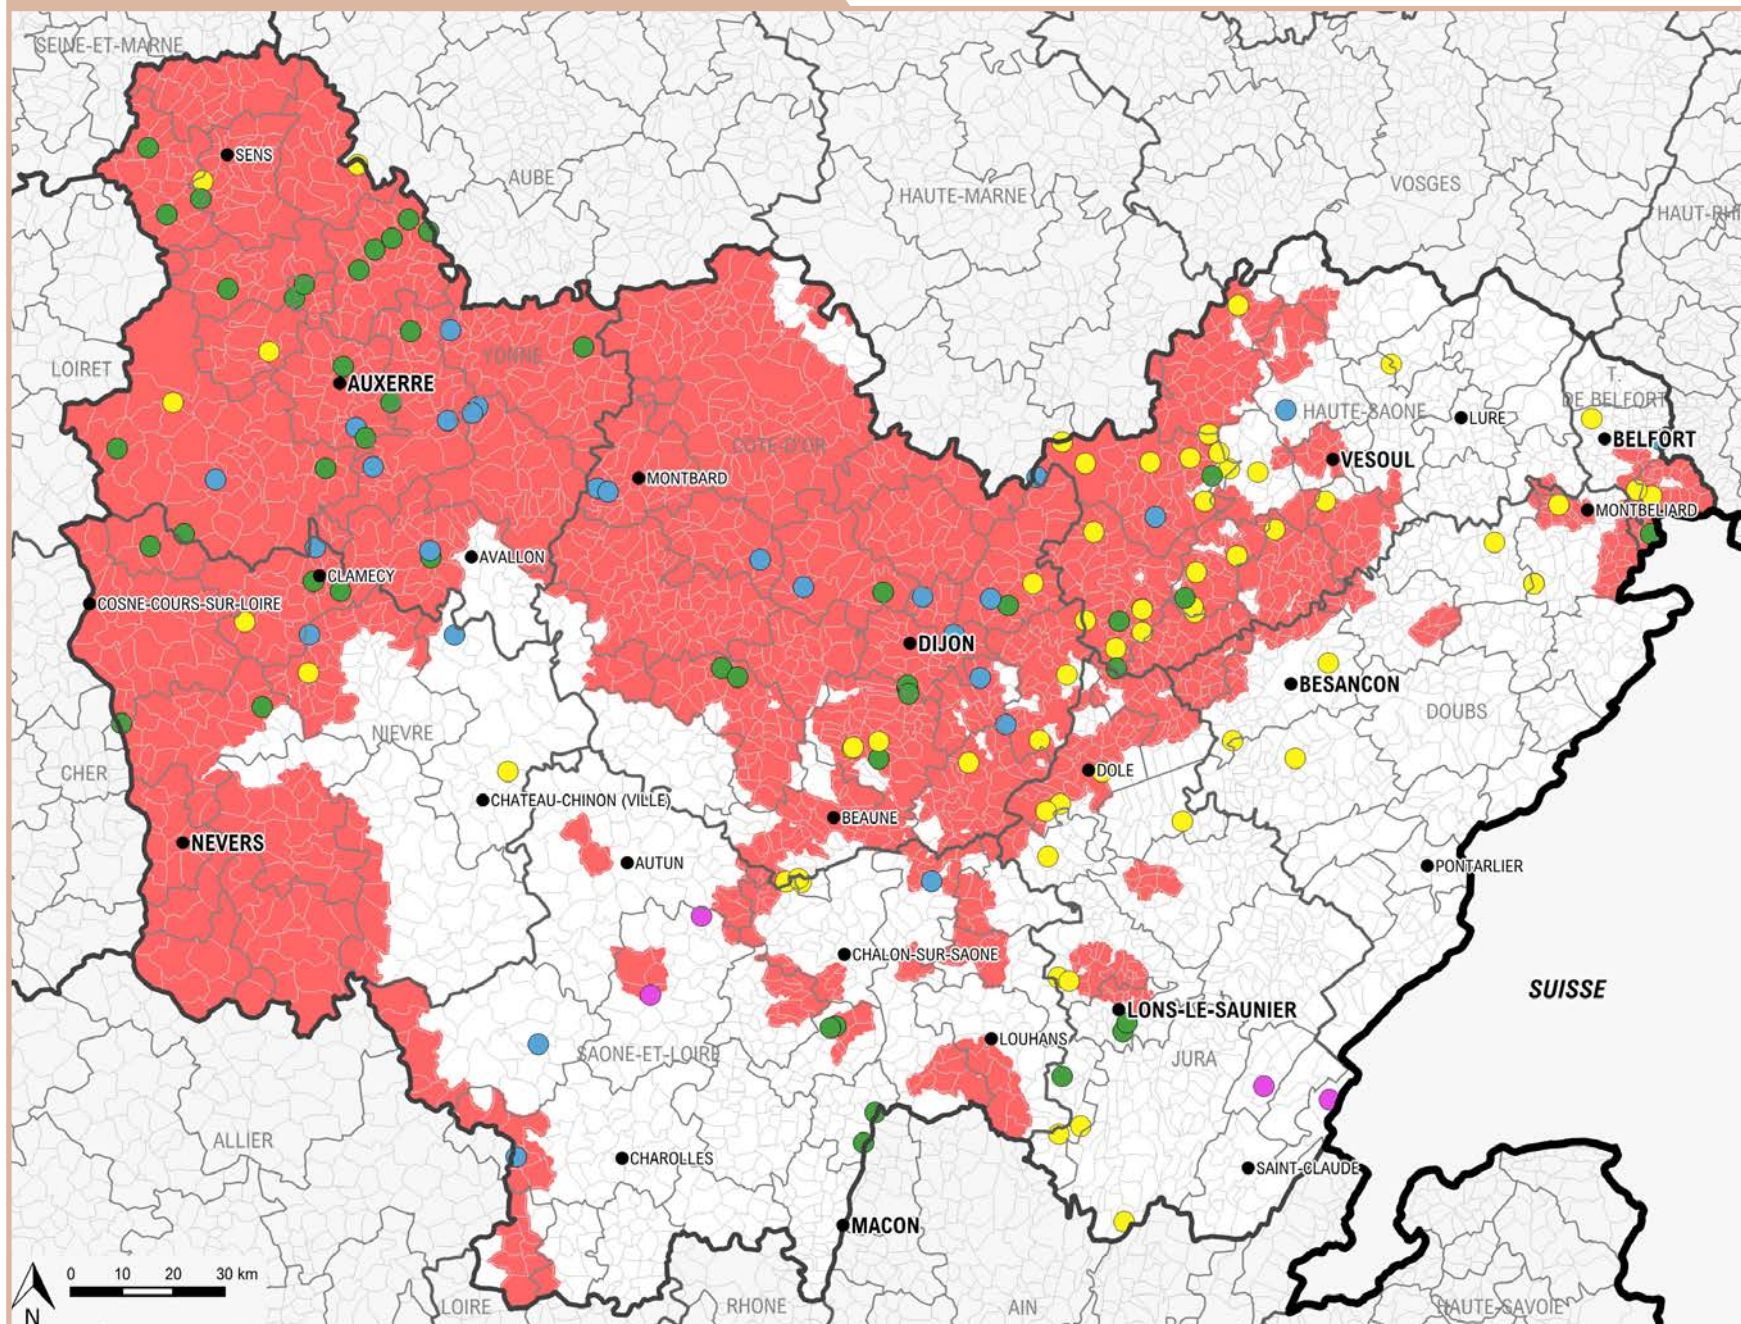 SEINE-ET-MARNE
SENS
AUBE
HAUTE-MARNE
VOSGES
LOIRET
YONNE
AUXERRE
T.
DE BELFORT
HAUTE-SAONE
LURE
BELFORT
COTE-D'OR
MONTBARD
VESOUL
MONTBELIARD
AVALLON
CLAMECY
COSNE-COURS-SUR-LOIRE
DIJON
BESANCON
DOUBS
NIEVRE
CHER
DOLE
CHATEAU-CHINON (VILLE)
BEAUNE
NEVERS
AUTUN
PONTARLIER
CHALON-SUR-SAONE
SUISSE
LONS-LE-SAUNIER
LOUHANS
SAONE-ET-LOIRE
JURA
ALLIER
CHAROLLES
SAINT-CLAUDE
MACON
0 10 20 30 km
N
LOIRE
RHONE
AIN
HAUTE-SAVOIE